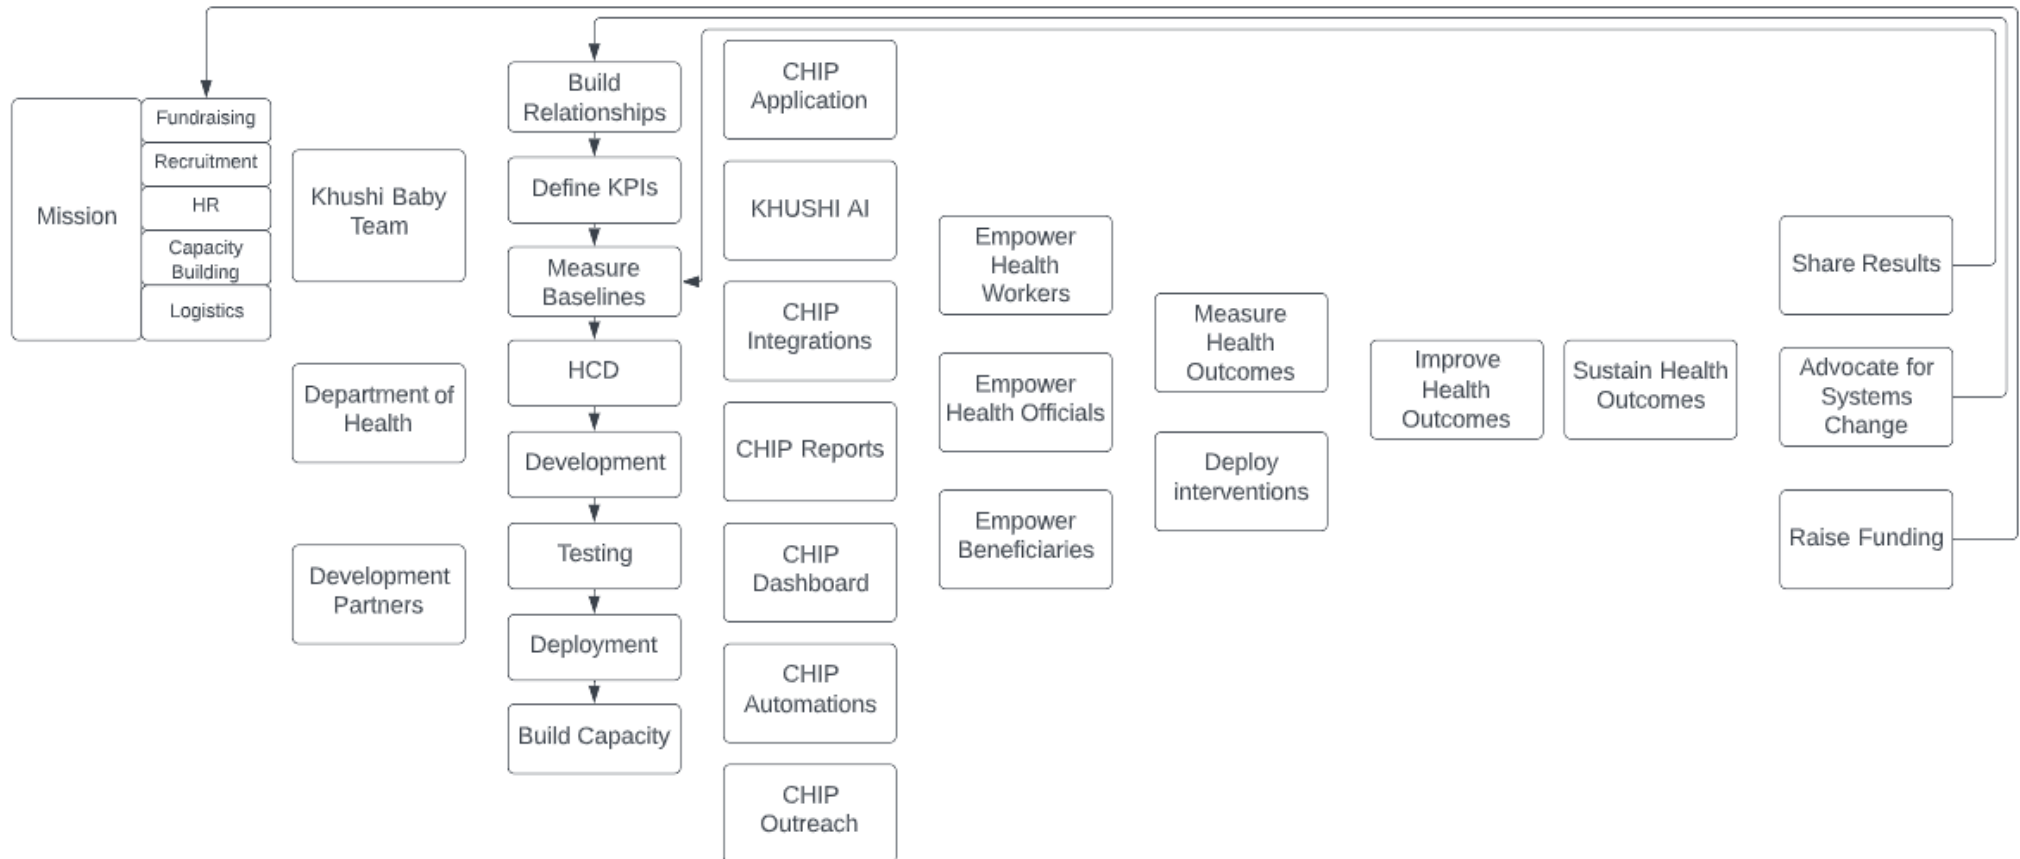 Mission
Fundraising
Recruitment
HR
Capacity
Building
Logistics
Khushi Baby
Team
Department of
Health
Development
Partners
Build
Relationships
Define KPIs
Measure
Baselines
HCD
Development
Testing
Deployment
Build Capacity
CHIP
Application
KHUSHI AI
CHIP
Integrations
CHIP Reports
CHIP
Dashboard
CHIP
Automations
CHIP
Outreach
Empower
Health
Workers
Empower
Health Officials
Empower
Beneficiaries
Measure
Health
Outcomes
Deploy
interventions
Improve
Health
Outcomes
Sustain Health
Outcomes
Share Results
Advocate for
Systems
Change
Raise Funding